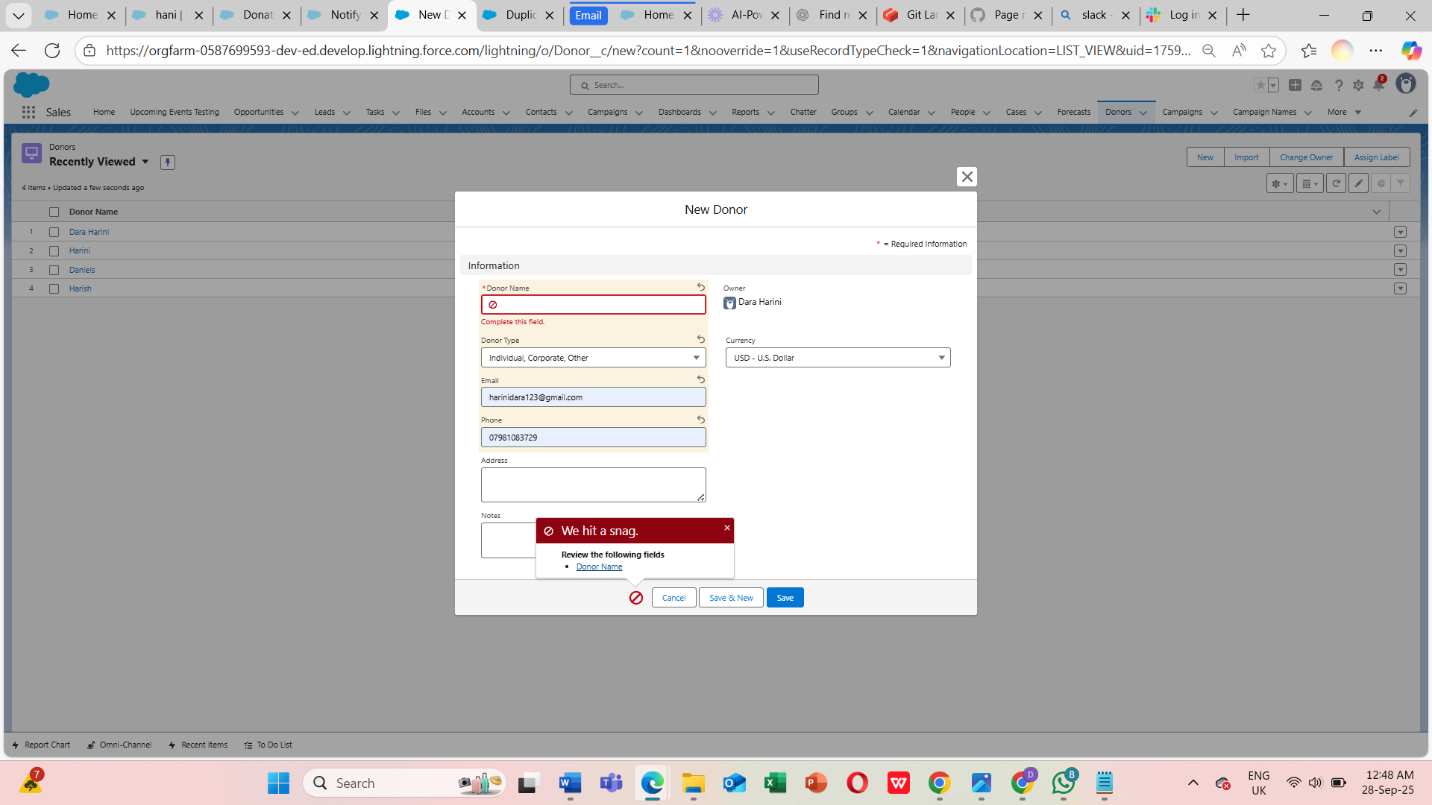 Home
hani |
Donat
Notify
New D
Duplic
Email
Home
AI-Pov
Find re
Git Lar
Page n
slack -
Log in
https://orgfarm-0587699593-dev-ed.develop.lightning.force.com/lightning/o/Donor__c/new?count=1&nooverride=1&useRecordTypeCheck=1&navigationLocation=LIST_VIEW&uid=1759...
Search...
2
Sales
Home
Upcoming Events Testing
Opportunities
Leads
Tasks
Files
Accounts
Contacts
Campaigns
Dashboards
Reports
Chatter
Groups
Calendar
People
Cases
Forecasts
Donors
Campaigns
Campaign Names
More
Donors
Recently Viewed
New
Import
Change Owner
Assign Label
4 items • Updated a few seconds ago
Donor Name
1 Dara Harini
2 Harini
3 Daniels
4 Harish
New Donor
* = Required Information
Information
*Donor Name
Complete this field.
Owner
Dara Harini
Donor Type
Individual, Corporate, Other
Currency
USD - U.S. Dollar
Email
harinidara123@gmail.com
Phone
07981083729
Address
Notes
We hit a snag.
Review the following fields
• Donor Name
Cancel
Save & New
Save
Report Chart
Omni-Channel
Recent Items
To Do List
7
Search
D
8
ENG
UK
12:48 AM
28-Sep-25